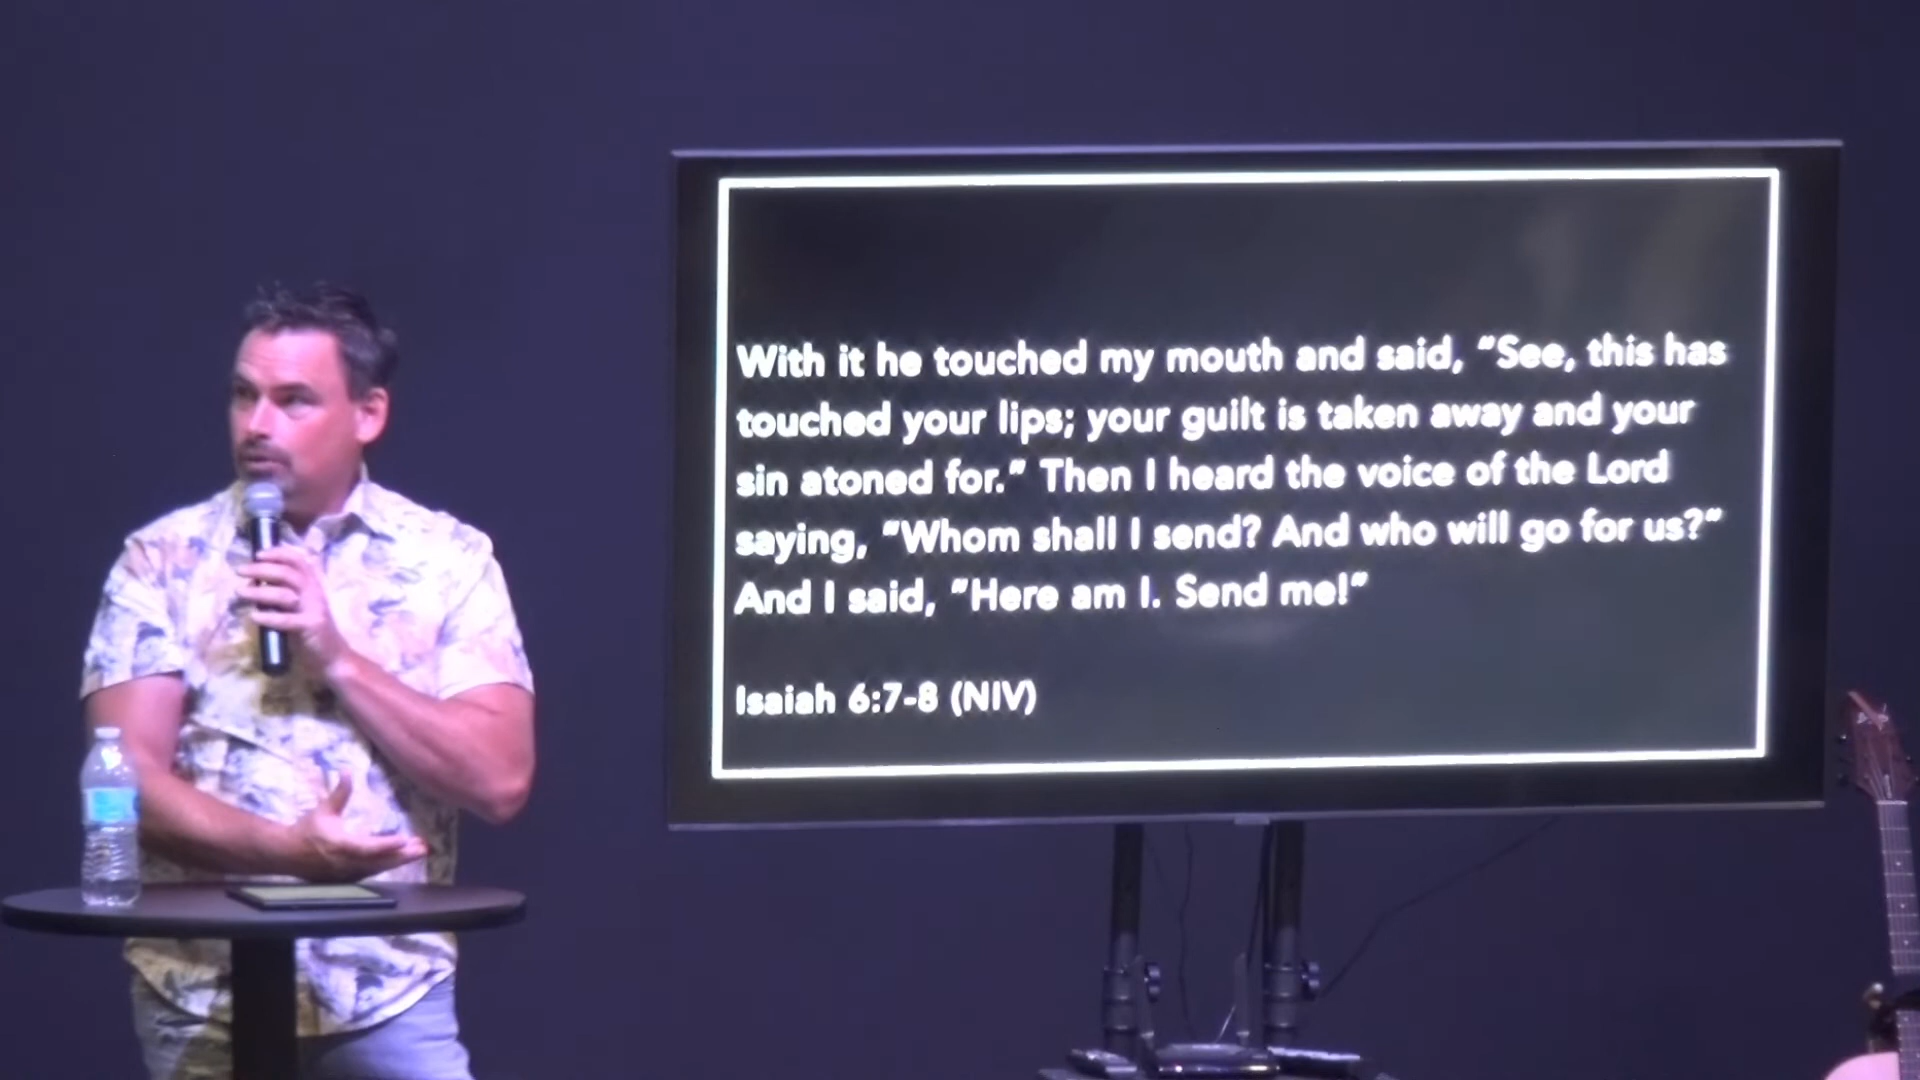 With it he touched my mouth and said, “See, this has
touched your lips; your guilt is taken away and your
sin atoned for.” Then I heard the voice of the Lord
saying, “Whom shall I send? And who will go for us?”
And I said, “Here am I. Send me!”
Isaiah 6:7-8 (NIV)